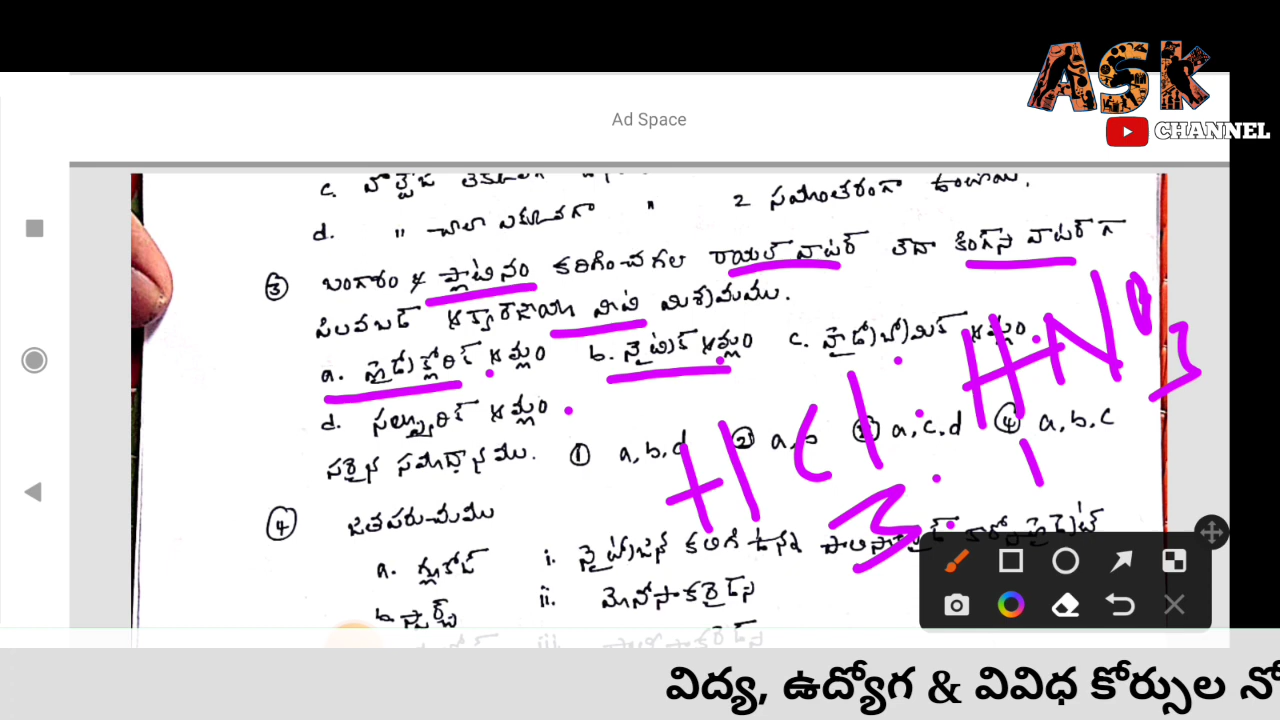 ASK
CHANNEL
Ad Space
c. వోల్టేజ్
d. " చాలా ఎక్కువగా " 2 సమాంతరంగా ఉంటాయి.
③ బంగారం & ప్లాటినం కరిగించగల రాయల్ వాటర్ లేదా కింగ్స్ వాటర్ గా
పిలవబడే ఆక్వారిజియా మిశ్రమము.
a. హైడ్రోక్లోరిక్ ఆమ్లం b. నైట్రిక్ ఆమ్లం c. హైడ్రోబ్రోమిక్ ఆమ్లం
HNO3
d. సల్ఫ్యూరిక్ ఆమ్లం
సరైన సమాధానము. ① a,b,d ② a,b ③ a,c,d ④ a,b,c
HCl
3 : 1
④ జతపరుచుము
a. గ్లూకోజ్ i. నైట్రోజన్ కలిగి ఉన్న కార్బోహైడ్రేట్
b స్టార్చ్ ii. మోనోసాకరైడ్స్
iii.
విద్య, ఉద్యోగ & వివిధ కోర్సుల నో